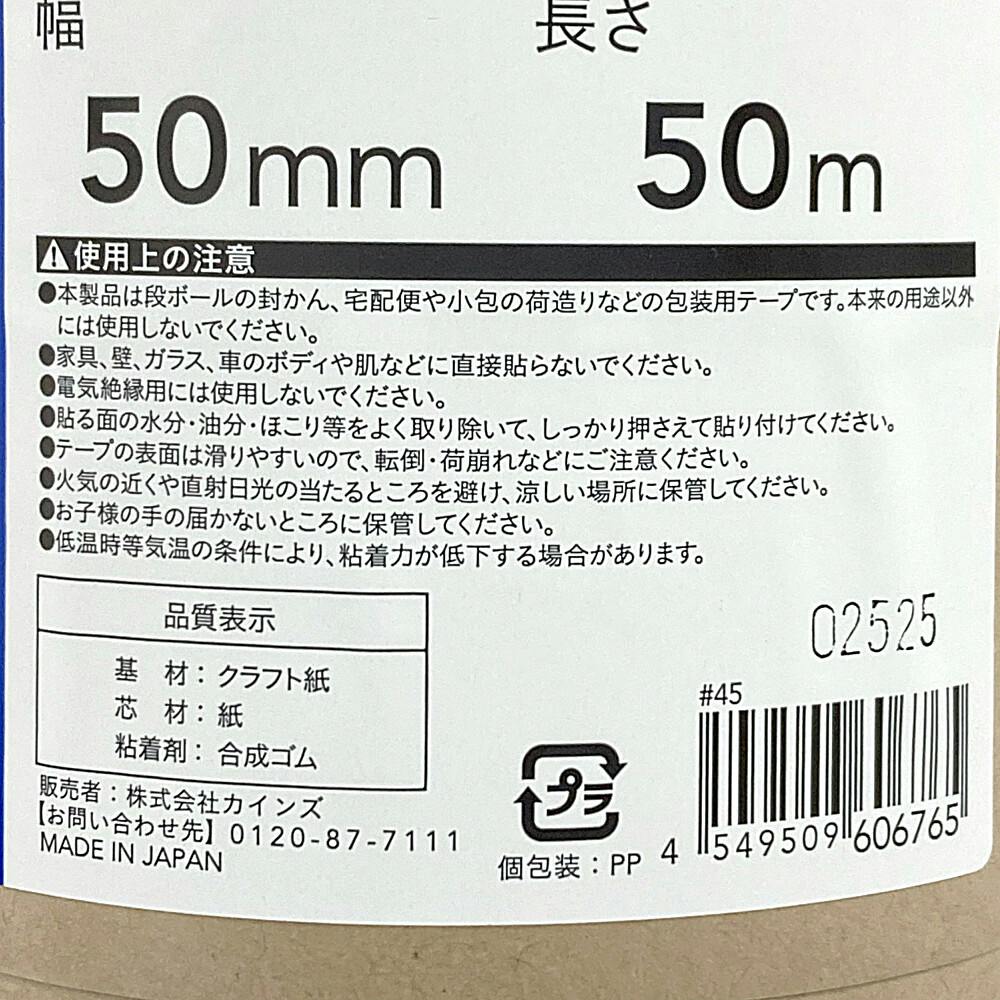 幅
長さ
50mm
50m
使用上の注意
●本製品は段ボールの封かん、宅配便や小包の荷造りなどの包装用テープです。本来の用途以外
には使用しないでください。
●家具、壁、ガラス、車のボディや肌などに直接貼らないでください。
●電気絶縁用には使用しないでください。
●貼る面の水分・油分・ほこり等をよく取り除いて、しっかり押さえて貼り付けてください。
●テープの表面は滑りやすいので、転倒・荷崩れなどにご注意ください。
●火気の近くや直射日光の当たるところを避け、涼しい場所に保管してください。
●お子様の手の届かないところに保管してください。
●低温時等気温の条件により、粘着力が低下する場合があります。
品質表示
基 材：クラフト紙
芯 材：紙
粘着剤：合成ゴム
販売者：株式会社カインズ
【お問い合わせ先】0120-87-7111
MADE IN JAPAN
プラ
個包装：PP
02525
#45
4 549509 606765